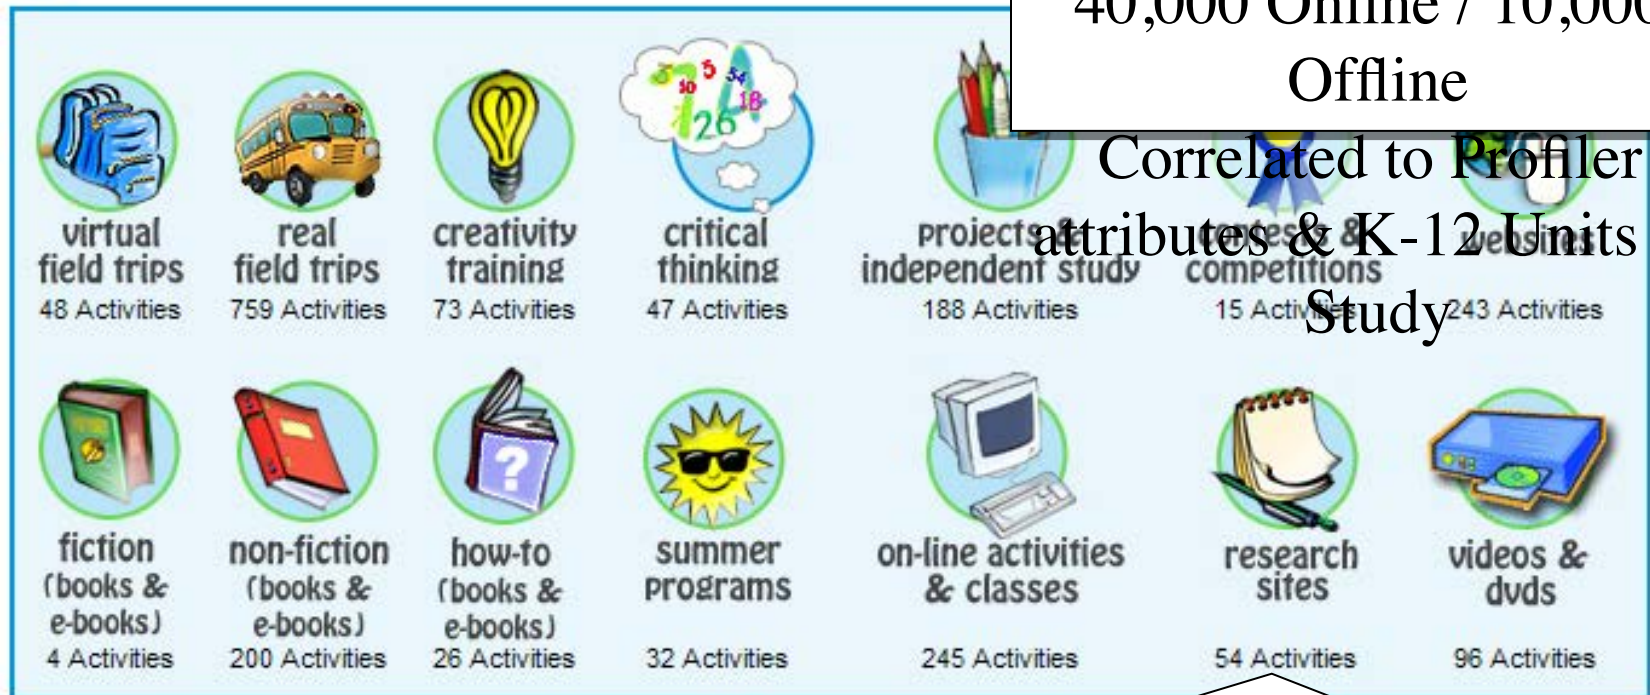 40,000 Online / 10,000
Offline
Correlated to Profiler
attributes & K-12 Units
Study
virtual
field trips
48 Activities
real
field trips
759 Activities
creativity
training
73 Activities
critical
thinking
47 Activities
projects &
independent study
188 Activities
contests &
competitions
15 Activities
websites
243 Activities
fiction
(books &
e-books)
4 Activities
non-fiction
(books &
e-books)
200 Activities
how-to
(books &
e-books)
26 Activities
summer
programs
32 Activities
on-line activities
& classes
245 Activities
research
sites
54 Activities
videos &
dvds
96 Activities